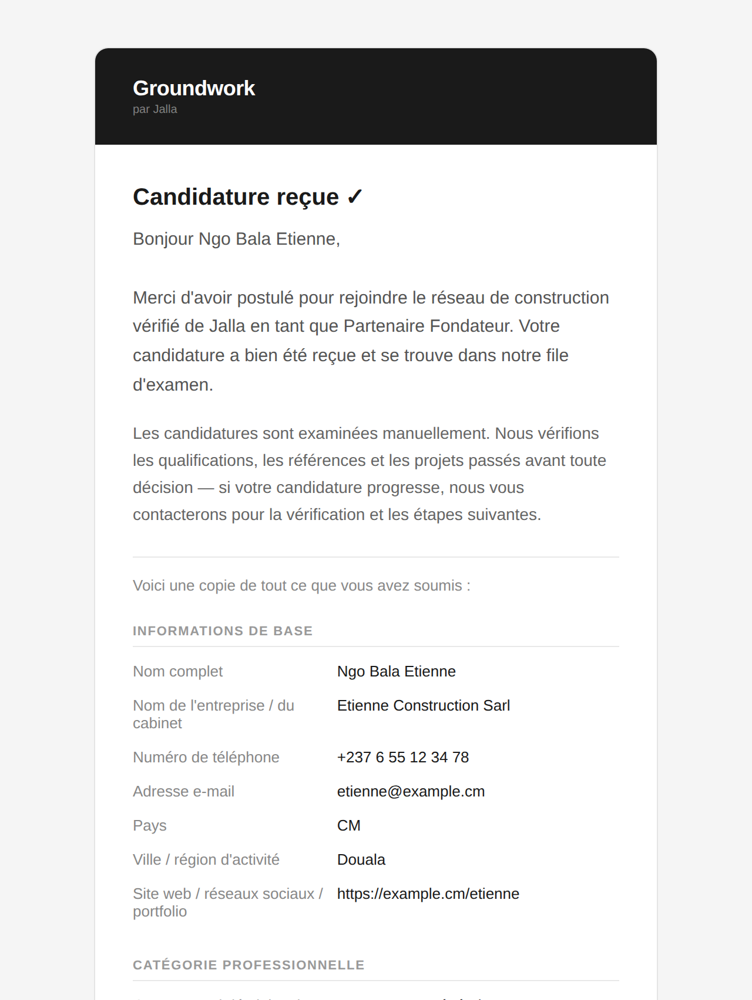 Groundwork
par Jalla
Candidature reçue ✓
Bonjour Ngo Bala Etienne,
Merci d'avoir postulé pour rejoindre le réseau de construction
vérifié de Jalla en tant que Partenaire Fondateur. Votre
candidature a bien été reçue et se trouve dans notre file
d'examen.
Les candidatures sont examinées manuellement. Nous vérifions
les qualifications, les références et les projets passés avant toute
décision — si votre candidature progresse, nous vous
contacterons pour la vérification et les étapes suivantes.
Voici une copie de tout ce que vous avez soumis :
INFORMATIONS DE BASE
Nom complet Ngo Bala Etienne
Nom de l'entreprise / du Etienne Construction Sarl
cabinet
Numéro de téléphone +237 6 55 12 34 78
Adresse e-mail etienne@example.cm
Pays CM
Ville / région d'activité Douala
Site web / réseaux sociaux / https://example.cm/etienne
portfolio
CATÉGORIE PROFESSIONNELLE